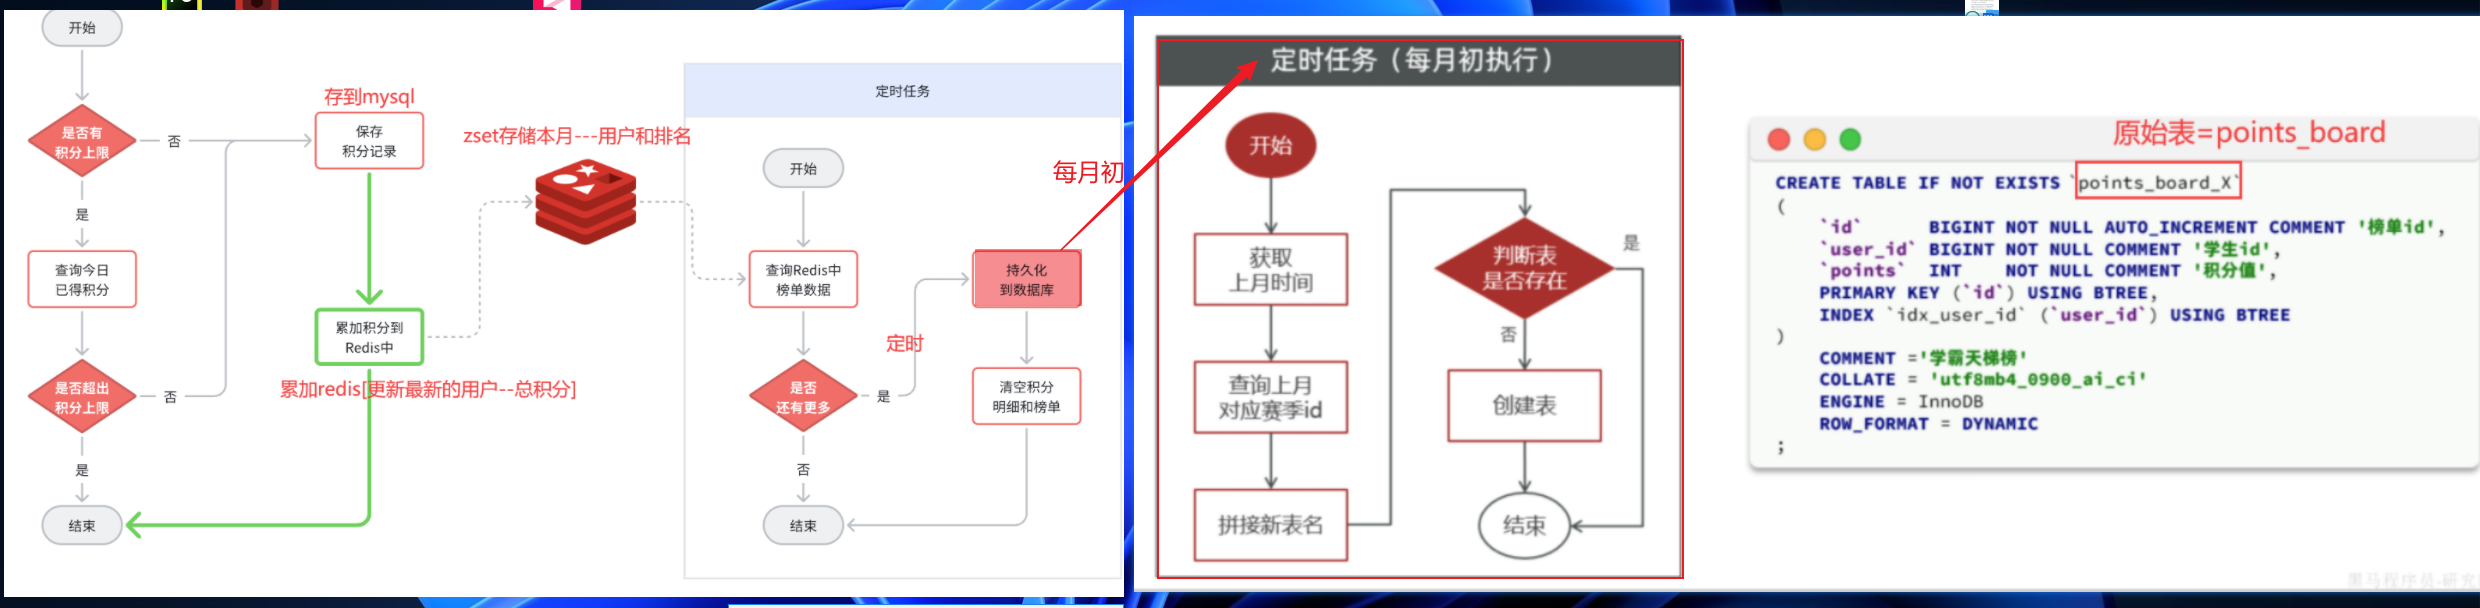 开始
是否有
积分上限
否
是
查询今日
已得积分
是否超出
积分上限
否
是
结束
存到mysql
保存
积分记录
累加积分到
Redis中
累加redis[更新最新的用户--总积分]
zset存储本月---用户和排名
定时任务
开始
查询Redis中
榜单数据
是否
还有更多
是
否
结束
定时
持久化
到数据库
清空积分
明细和榜单
每月初
定时任务（每月初执行）
开始
获取
上月时间
查询上月
对应赛季id
拼接新表名
判断表
是否存在
是
否
创建表
结束
原始表=points_board
CREATE TABLE IF NOT EXISTS `points_board_X`
(
`id` BIGINT NOT NULL AUTO_INCREMENT COMMENT '榜单id',
`user_id` BIGINT NOT NULL COMMENT '学生id',
`points` INT NOT NULL COMMENT '积分值',
PRIMARY KEY (`id`) USING BTREE,
INDEX `idx_user_id` (`user_id`) USING BTREE
)
COMMENT ='学霸天梯榜'
COLLATE = 'utf8mb4_0900_ai_ci'
ENGINE = InnoDB
ROW_FORMAT = DYNAMIC
;
黑马程序员-研究